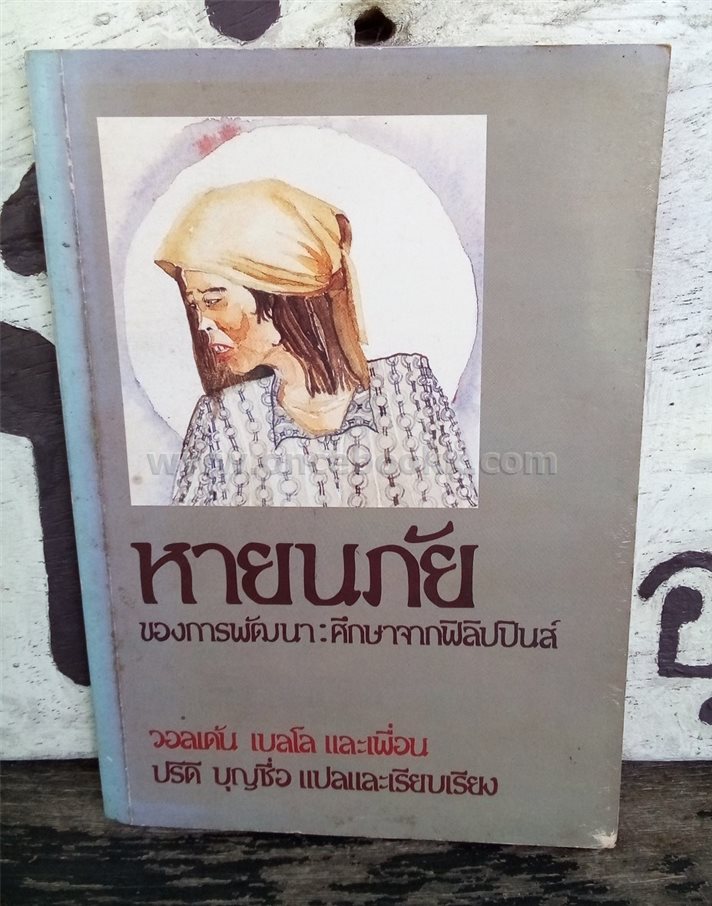 www.oncebooks.com
หายนภัย
ของการพัฒนา : ศึกษาจากฟิลิปปินส์
วอลเด้น เบลโล และเพื่อน
ปรีดี บุญซื่อ แปลและเรียบเรียง